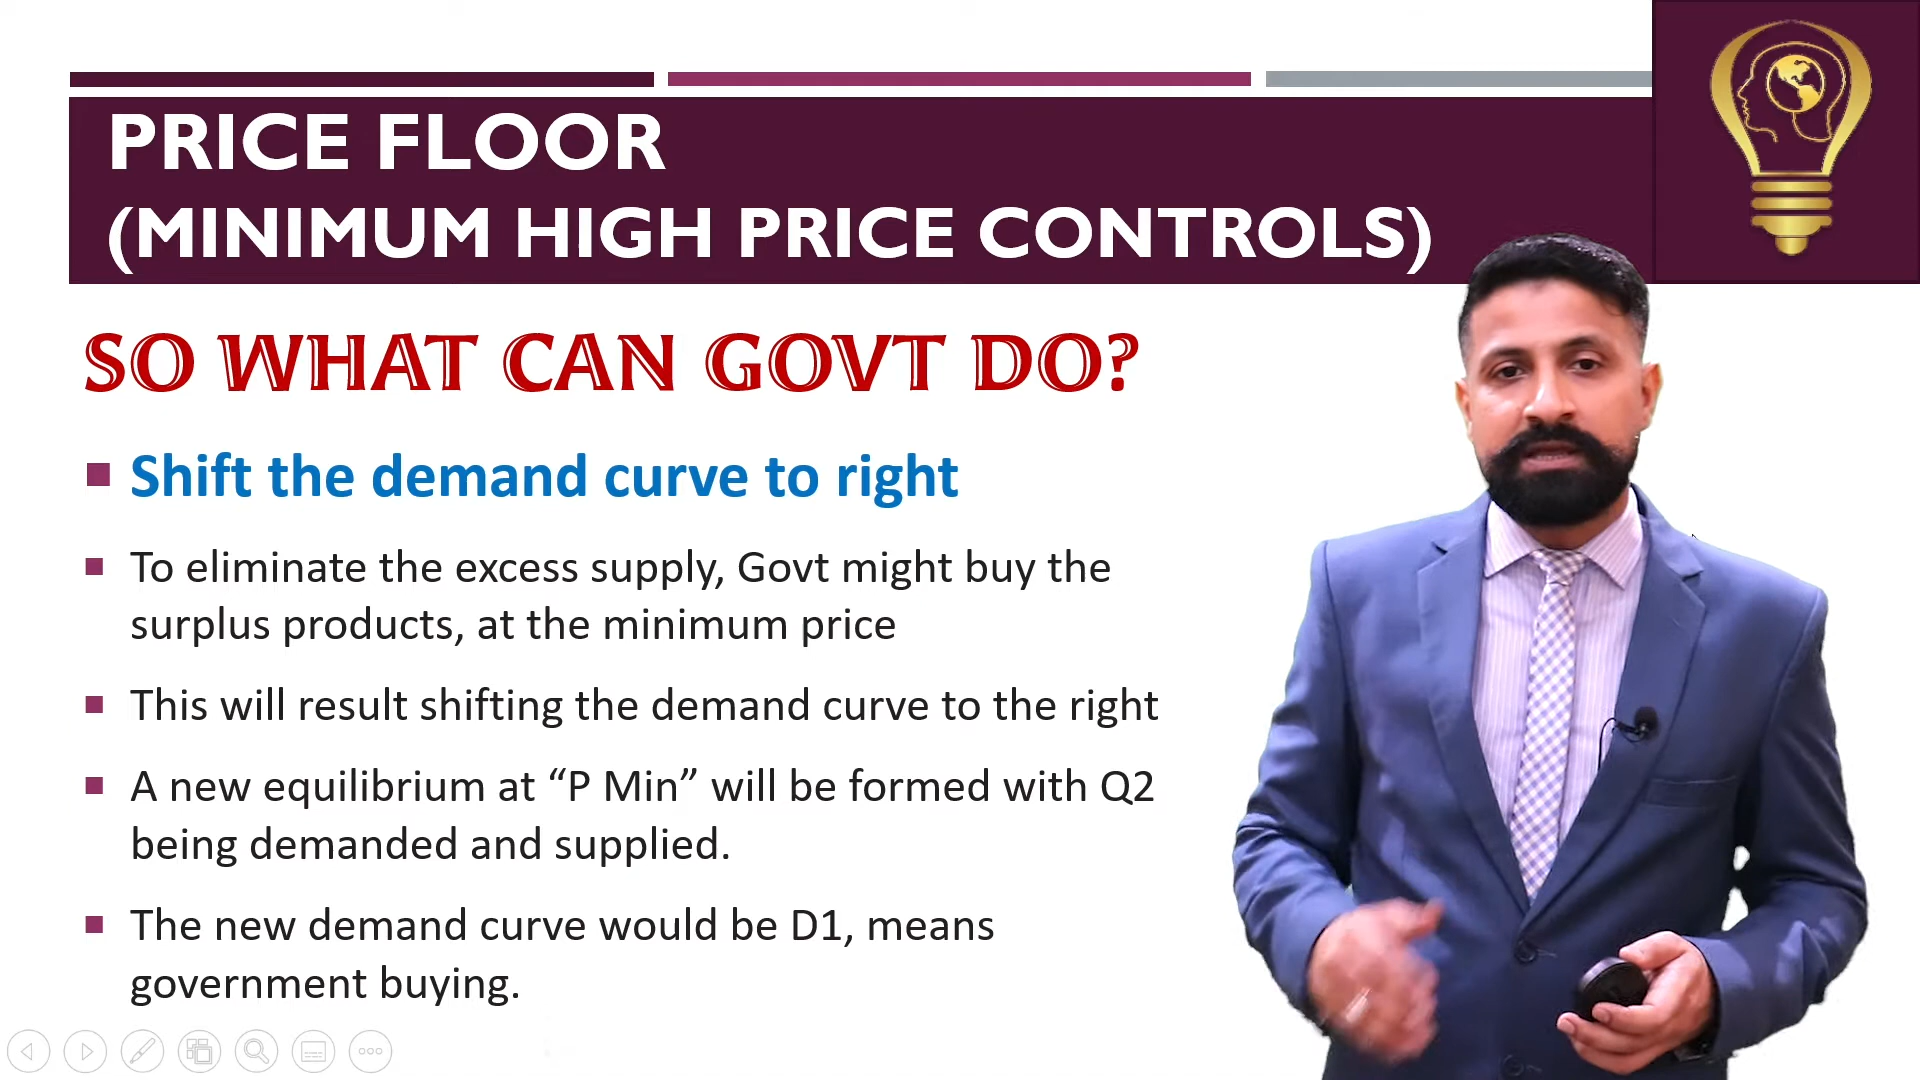 PRICE FLOOR
(MINIMUM HIGH PRICE CONTROLS)
SO WHAT CAN GOVT DO?
Shift the demand curve to right
To eliminate the excess supply, Govt might buy the
surplus products, at the minimum price
This will result shifting the demand curve to the right
A new equilibrium at “P Min” will be formed with Q2
being demanded and supplied.
The new demand curve would be D1, means
government buying.